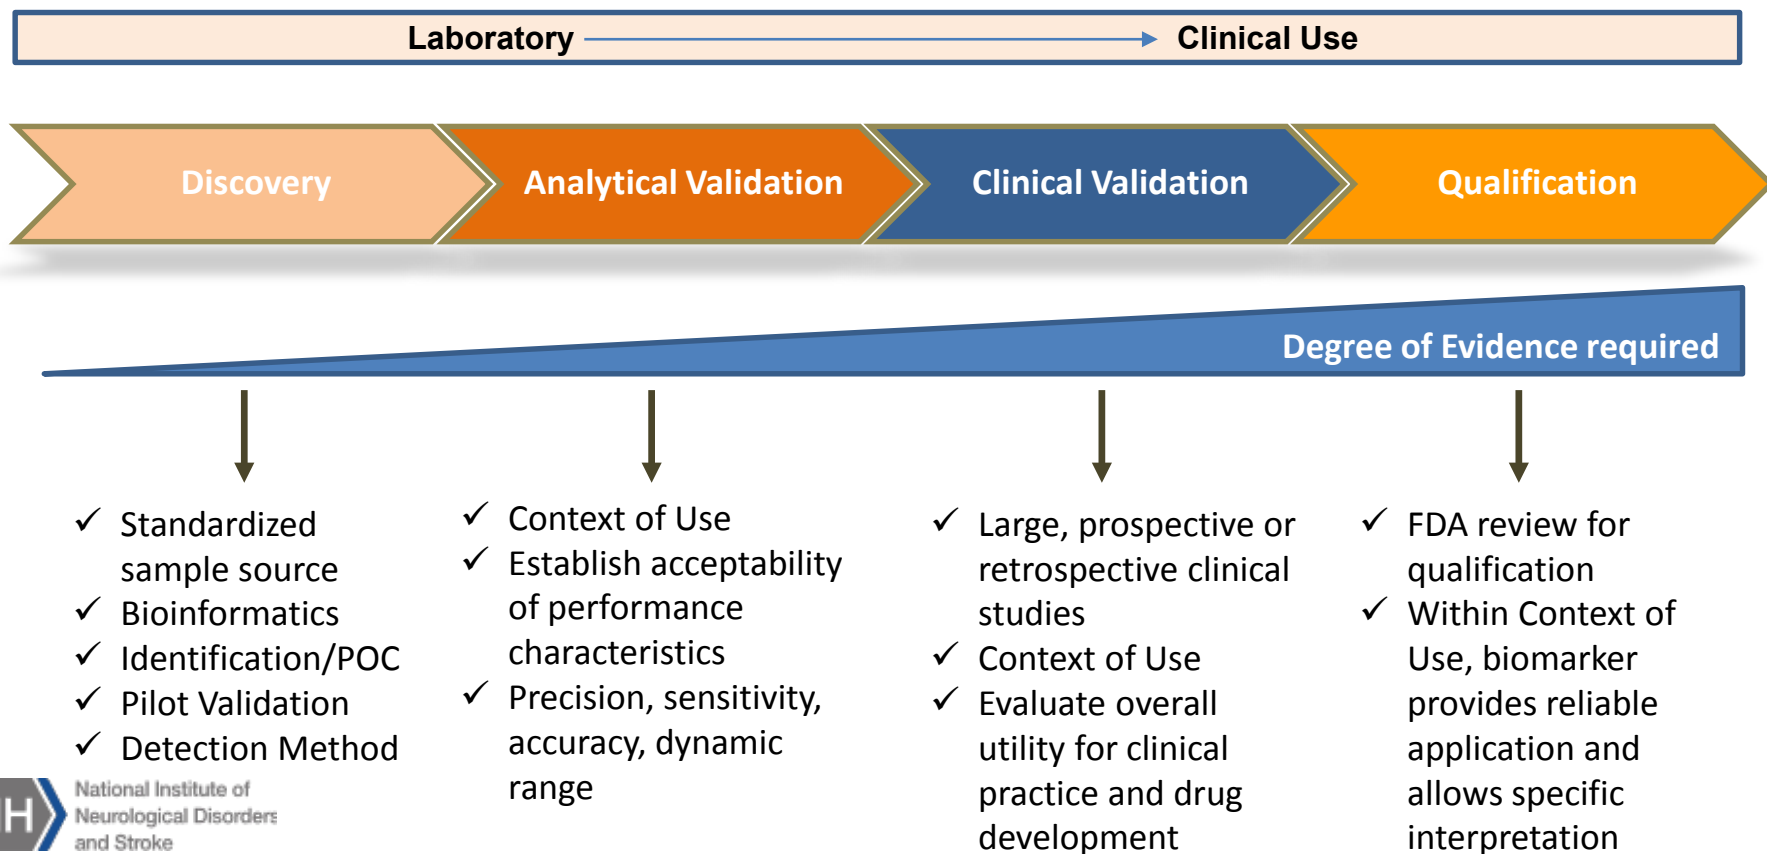 Laboratory
Clinical Use
Discovery
Analytical Validation
Clinical Validation
Qualification
Degree of Evidence required
✓ Standardized
sample source
✓ Bioinformatics
✓ Identification/POC
✓ Pilot Validation
✓ Detection Method
✓ Context of Use
✓ Establish acceptability
of performance
characteristics
✓ Precision, sensitivity,
accuracy, dynamic
range
✓ Large, prospective or
retrospective clinical
studies
✓ Context of Use
✓ Evaluate overall
utility for clinical
practice and drug
development
✓ FDA review for
qualification
✓ Within Context of
Use, biomarker
provides reliable
application and
allows specific
interpretation
National Institute of
Neurological Disorders
and Stroke